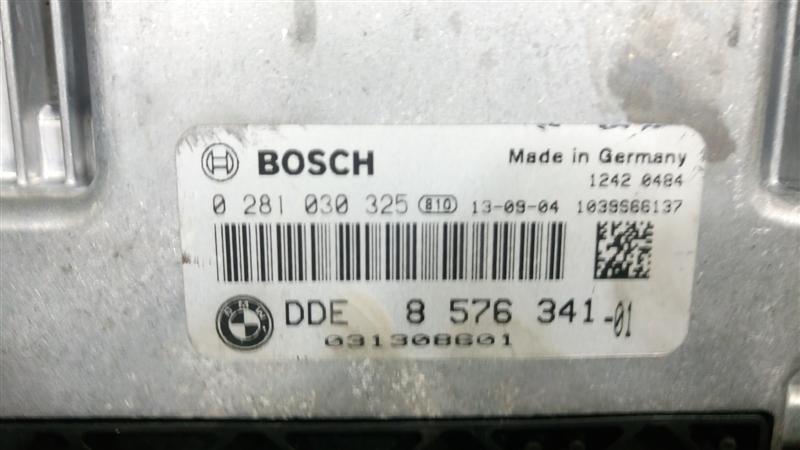 BOSCH
Made in Germany
1242 0484
0 281 030 325 810 13-09-04 1039S66137
BMW DDE 8 576 341-01
031308601